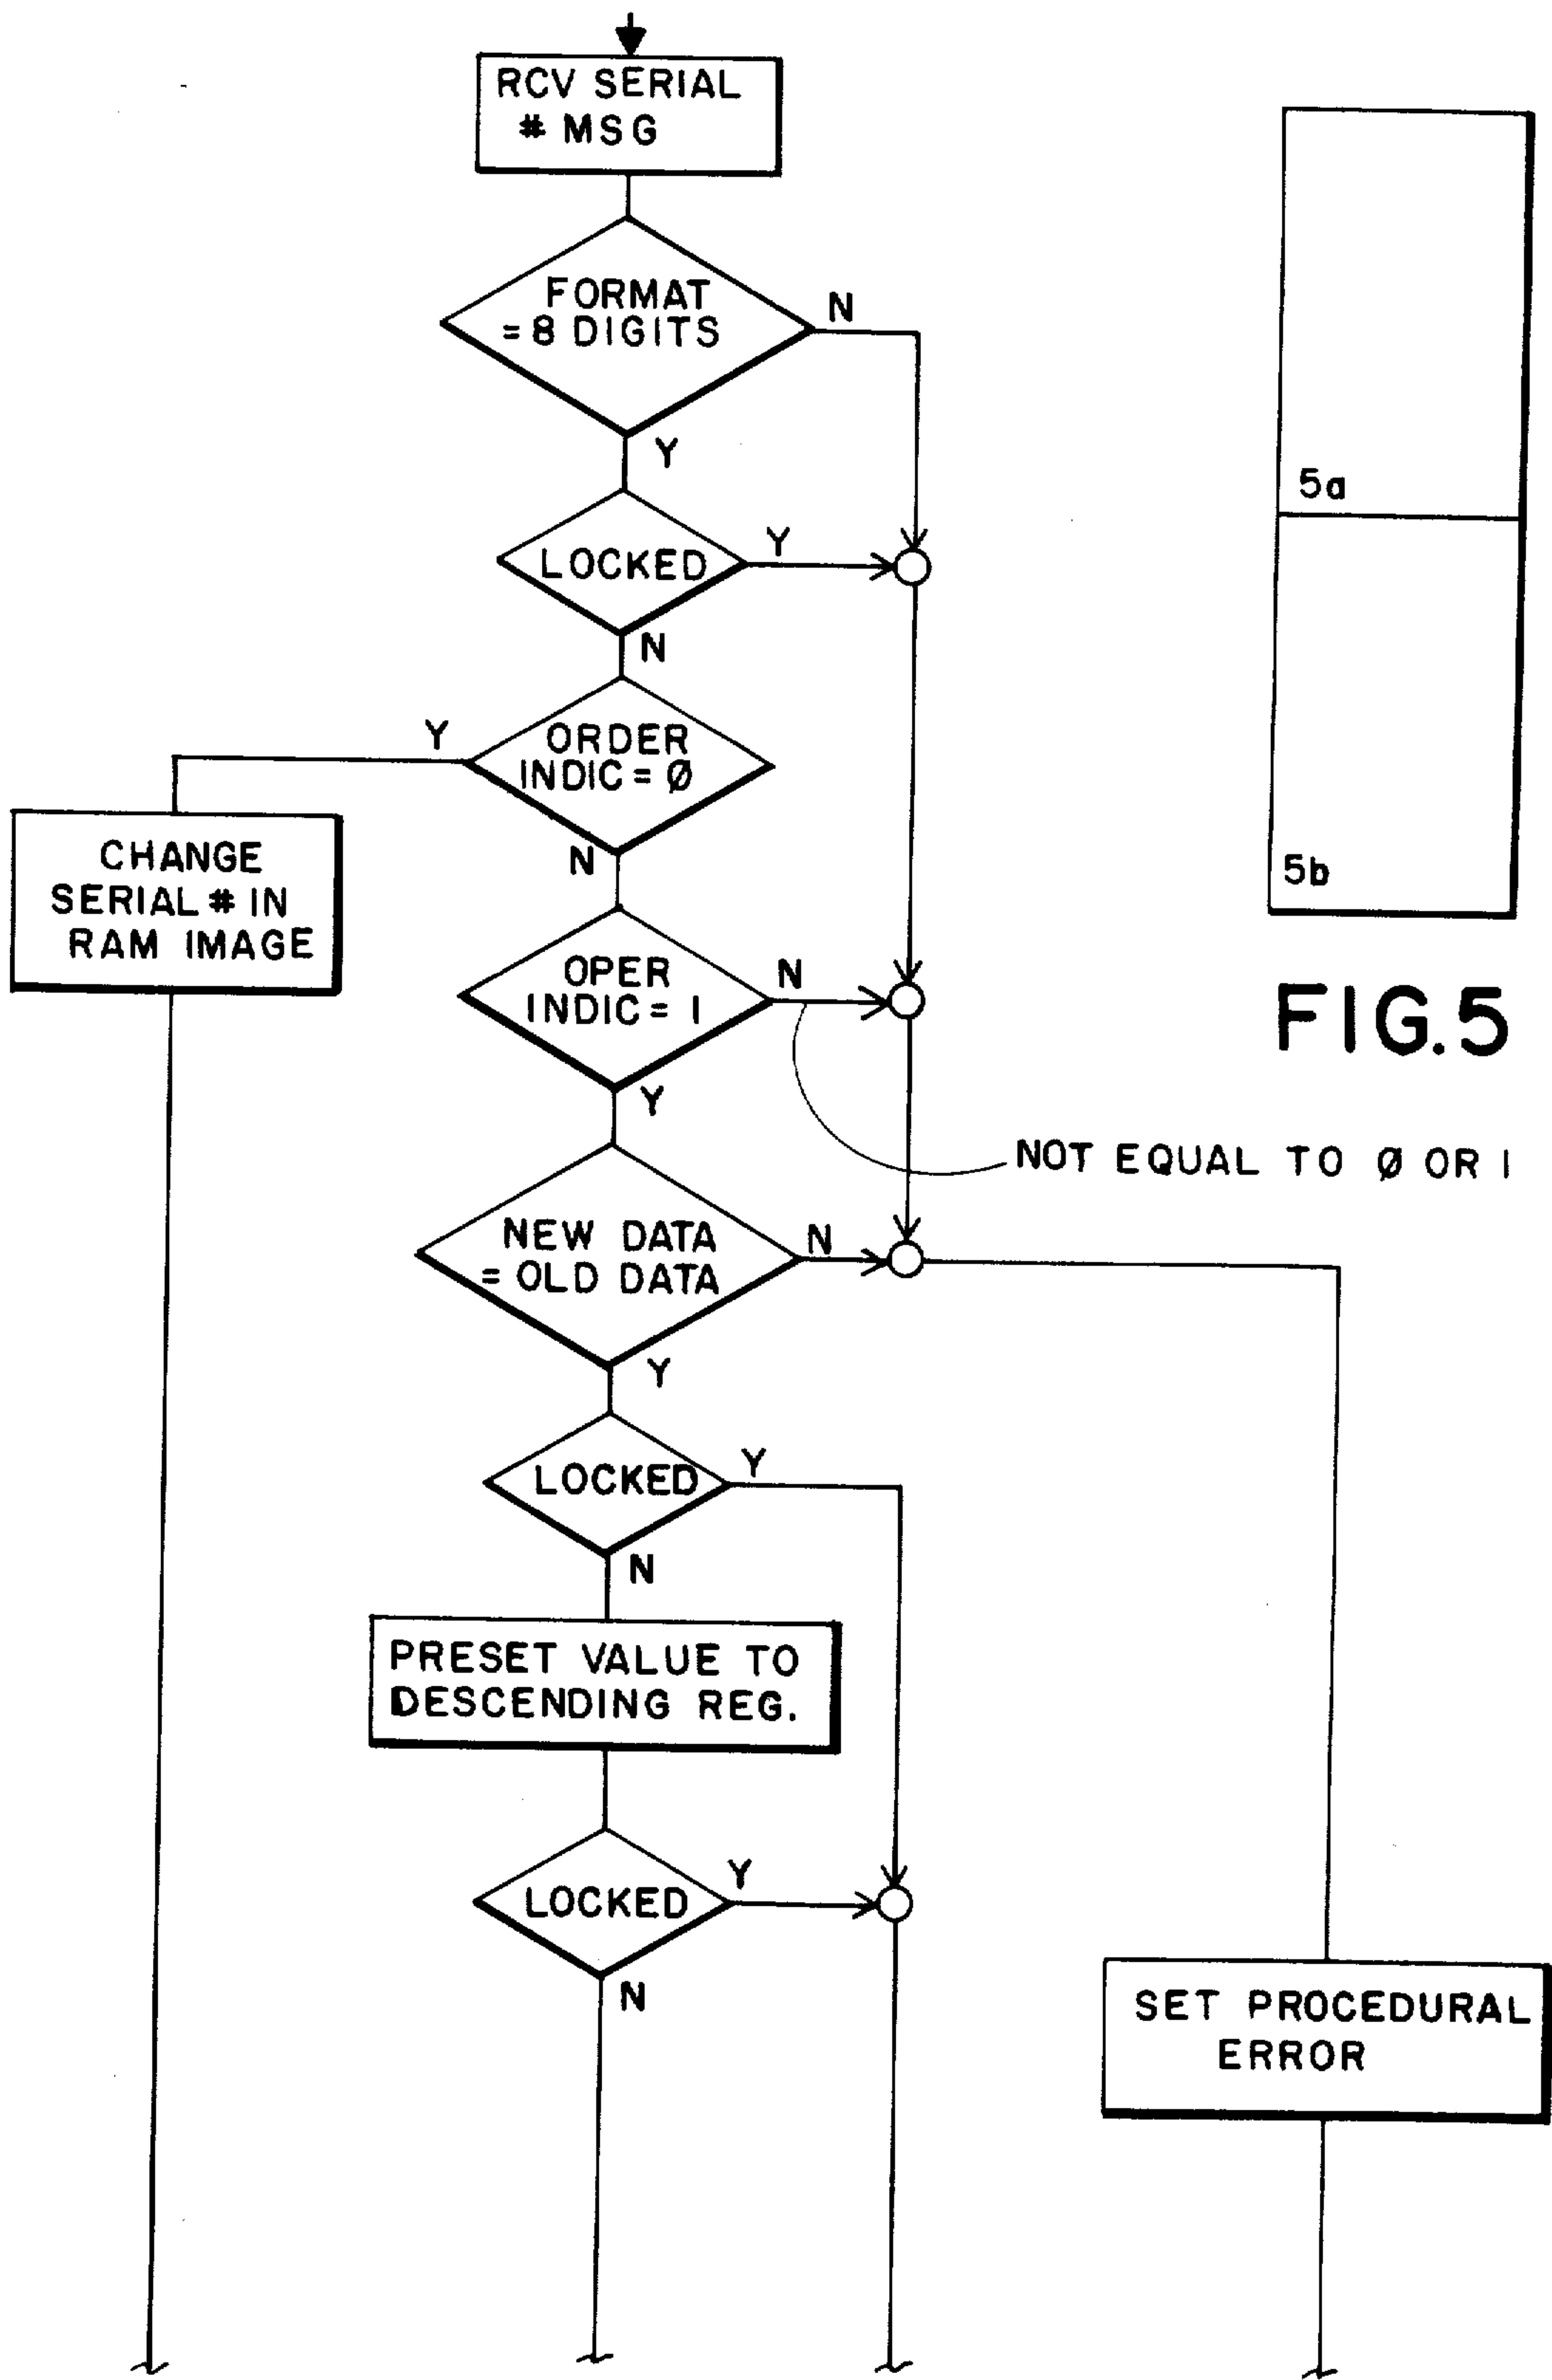 RCV SERIAL
# MSG
FORMAT
= 8 DIGITS
N
Y
LOCKED
Y
N
ORDER
INDIC = Ø
Y
N
CHANGE
SERIAL # IN
RAM IMAGE
OPER
INDIC = 1
N
Y
NOT EQUAL TO Ø OR 1
NEW DATA
= OLD DATA
N
Y
LOCKED
Y
N
PRESET VALUE TO
DESCENDING REG.
LOCKED
Y
N
SET PROCEDURAL
ERROR
5a
5b
FIG.5